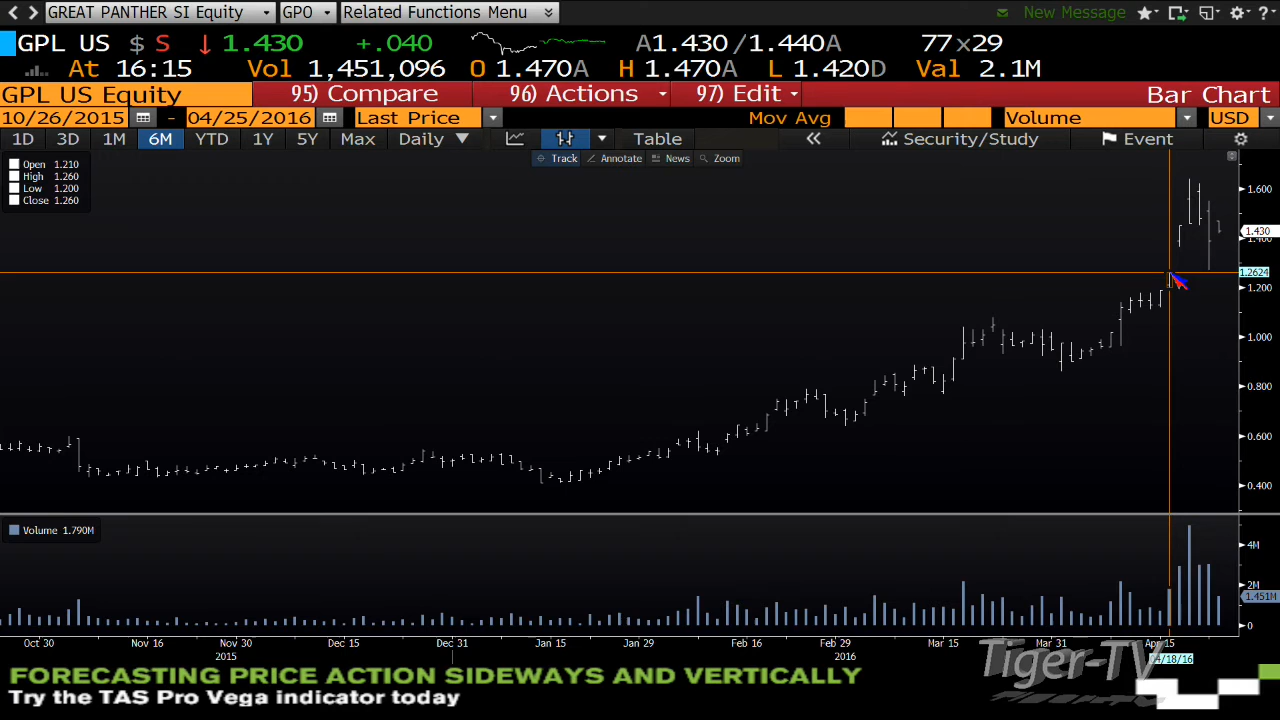 GREAT PANTHER SI Equity GPO Related Functions Menu New Message
GPL US $ S ↓ 1.430 +.040 A1.430 /1.440A 77x29
At 16:15 Vol 1,451,096 O 1.470A H 1.470A L 1.420D Val 2.1M
GPL US Equity 95) Compare 96) Actions 97) Edit Bar Chart
10/26/2015 - 04/25/2016 Last Price Mov Avg Volume USD
1D 3D 1M 6M YTD 1Y 5Y Max Daily ▼ Table Security/Study Event
Track Annotate News Zoom
Open 1.210
High 1.260
Low 1.200
Close 1.260
1.600
1.430
1.400
1.2624
1.200
1.000
0.800
0.600
0.400
Volume 1.790M
4M
2M
1.451M
0
Oct 30 Nov 16 Nov 30 Dec 15 Dec 31 Jan 15 Jan 29 Feb 16 Feb 29 Mar 15 Mar 31 Apr 15
2015 2016
04/18/16
Tiger-TV
FORECASTING PRICE ACTION SIDEWAYS AND VERTICALLY
Try the TAS Pro Vega indicator today